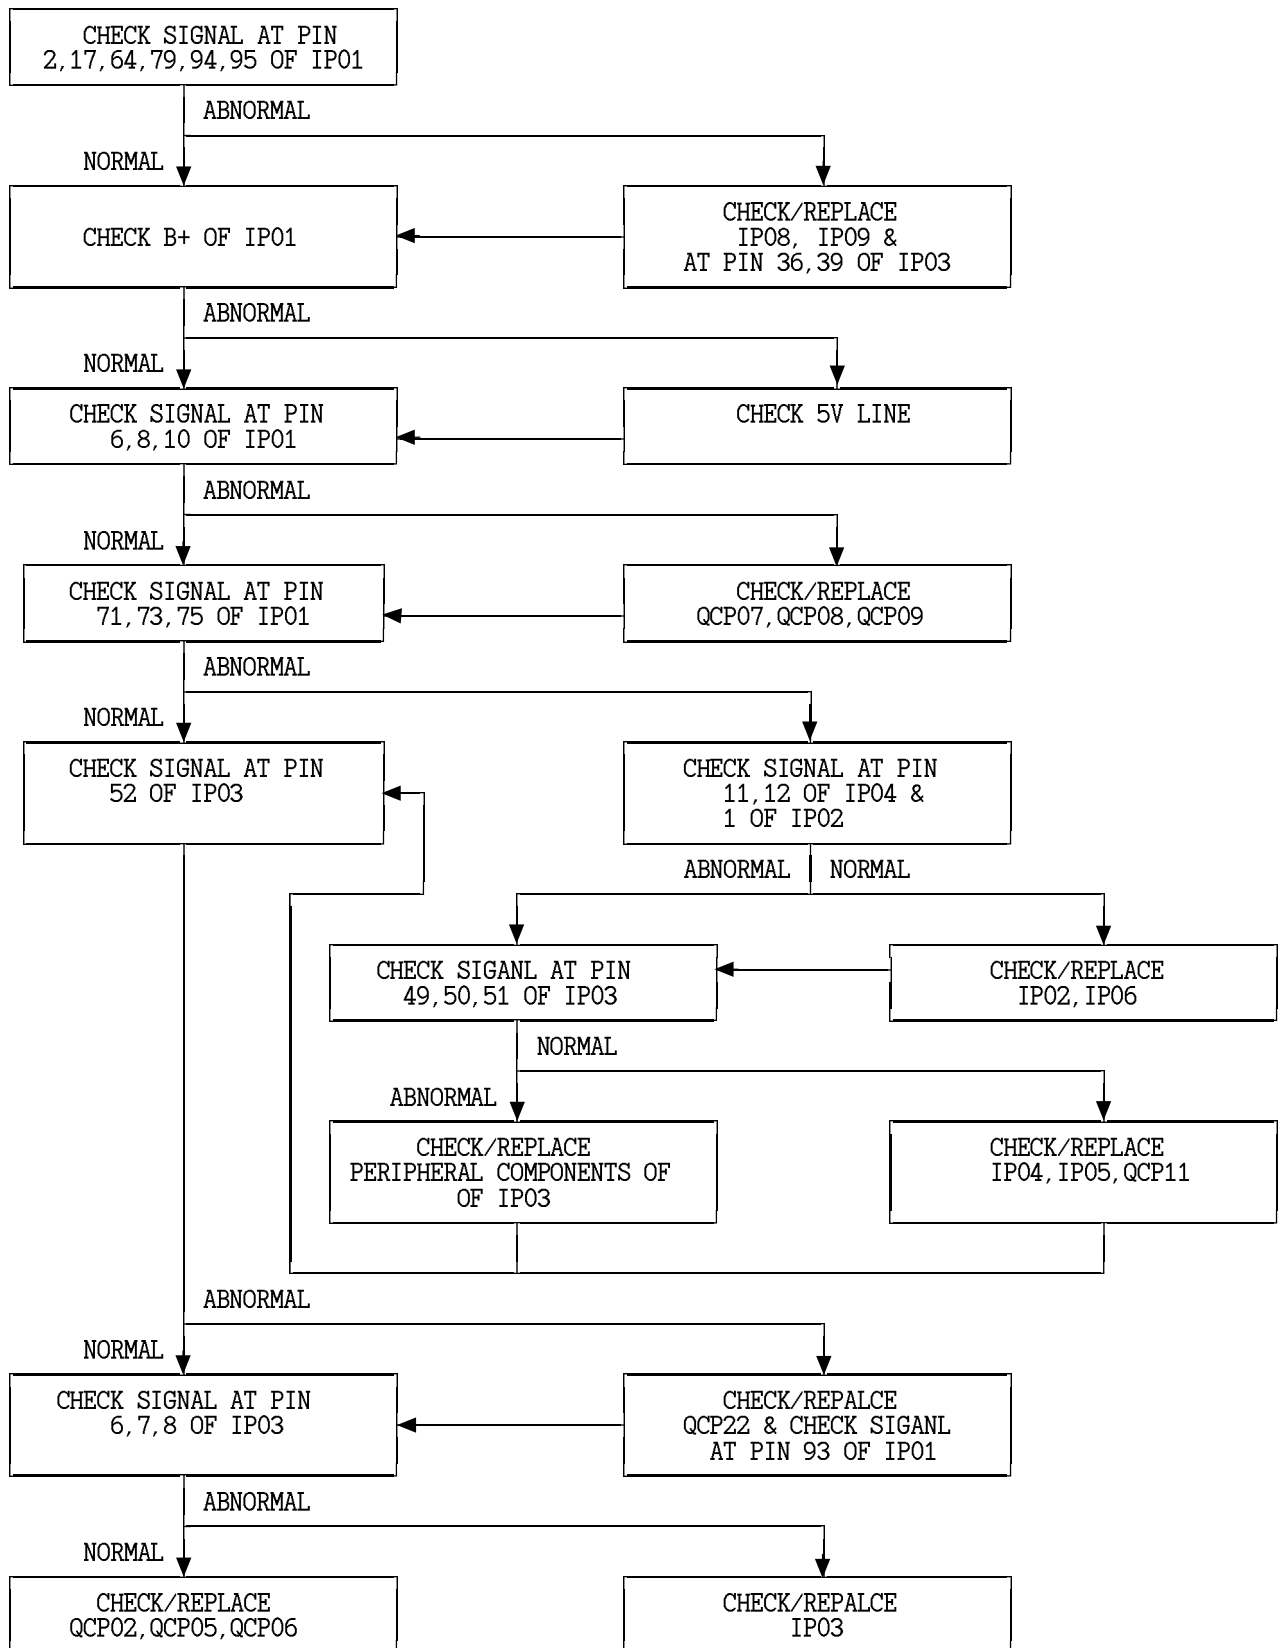 CHECK SIGNAL AT PIN
2,17,64,79,94,95 OF IP01
ABNORMAL
NORMAL
CHECK B+ OF IP01
CHECK/REPLACE
IP08, IP09 &
AT PIN 36,39 OF IP03
ABNORMAL
NORMAL
CHECK SIGNAL AT PIN
6,8,10 OF IP01
CHECK 5V LINE
ABNORMAL
NORMAL
CHECK SIGNAL AT PIN
71,73,75 OF IP01
CHECK/REPLACE
QCP07,QCP08,QCP09
ABNORMAL
NORMAL
CHECK SIGNAL AT PIN
52 OF IP03
CHECK SIGNAL AT PIN
11,12 OF IP04 &
1 OF IP02
ABNORMAL
NORMAL
CHECK SIGANL AT PIN
49,50,51 OF IP03
CHECK/REPLACE
IP02,IP06
NORMAL
ABNORMAL
CHECK/REPLACE
PERIPHERAL COMPONENTS OF
OF IP03
CHECK/REPLACE
IP04,IP05,QCP11
ABNORMAL
NORMAL
CHECK SIGNAL AT PIN
6,7,8 OF IP03
CHECK/REPALCE
QCP22 & CHECK SIGANL
AT PIN 93 OF IP01
ABNORMAL
NORMAL
CHECK/REPLACE
QCP02,QCP05,QCP06
CHECK/REPALCE
IP03